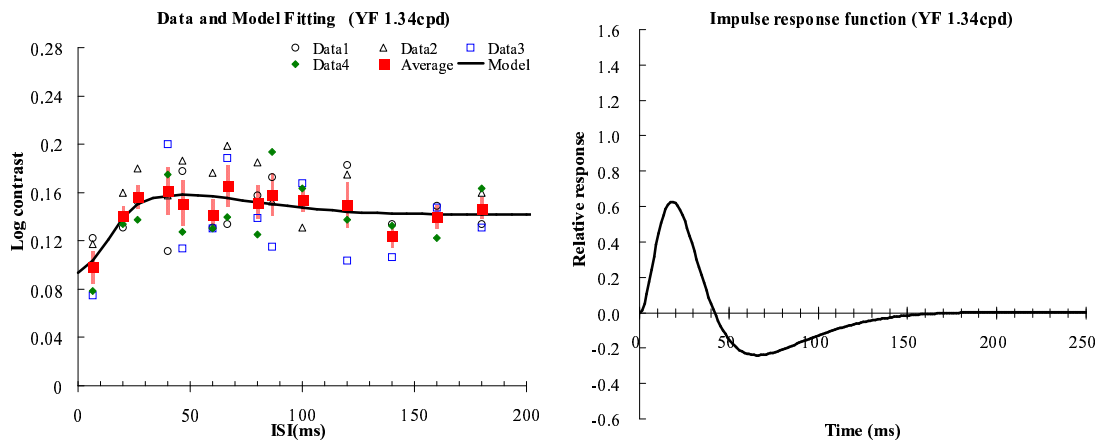 Data and Model Fitting (YF 1.34cpd)
Data1 Data2 Data3
Data4 Average Model
Log contrast
0.28
0.24
0.2
0.16
0.12
0.08
0.04
0
0 50 100 150 200
ISI(ms)
Impulse response function (YF 1.34cpd)
Relative response
1.6
1.4
1.2
1.0
0.8
0.6
0.4
0.2
0.0
-0.2
-0.4
-0.6
0 50 100 150 200 250
Time (ms)